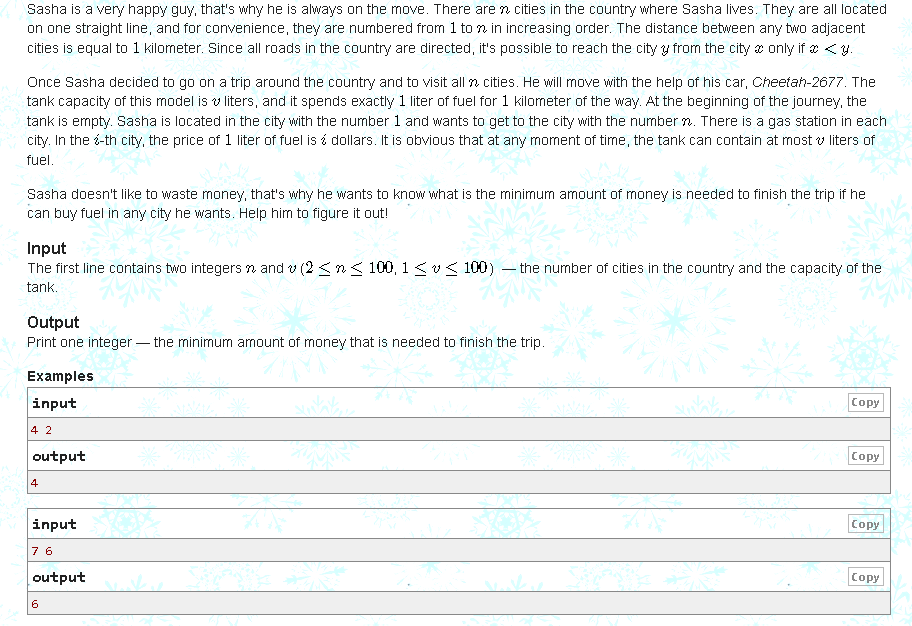 Sasha is a very happy guy, that's why he is always on the move. There are n cities in the country where Sasha lives. They are all located
on one straight line, and for convenience, they are numbered from 1 to n in increasing order. The distance between any two adjacent
cities is equal to 1 kilometer. Since all roads in the country are directed, it's possible to reach the city y from the city x only if x < y.
Once Sasha decided to go on a trip around the country and to visit all n cities. He will move with the help of his car, Cheetah-2677. The
tank capacity of this model is v liters, and it spends exactly 1 liter of fuel for 1 kilometer of the way. At the beginning of the journey, the
tank is empty. Sasha is located in the city with the number 1 and wants to get to the city with the number n. There is a gas station in each
city. In the i-th city, the price of 1 liter of fuel is i dollars. It is obvious that at any moment of time, the tank can contain at most v liters of
fuel.
Sasha doesn't like to waste money, that's why he wants to know what is the minimum amount of money is needed to finish the trip if he
can buy fuel in any city he wants. Help him to figure it out!
Input
The first line contains two integers n and v (2 ≤ n ≤ 100, 1 ≤ v ≤ 100) — the number of cities in the country and the capacity of the
tank.
Output
Print one integer — the minimum amount of money that is needed to finish the trip.
Examples
input Copy
4 2
output Copy
4
input Copy
7 6
output Copy
6